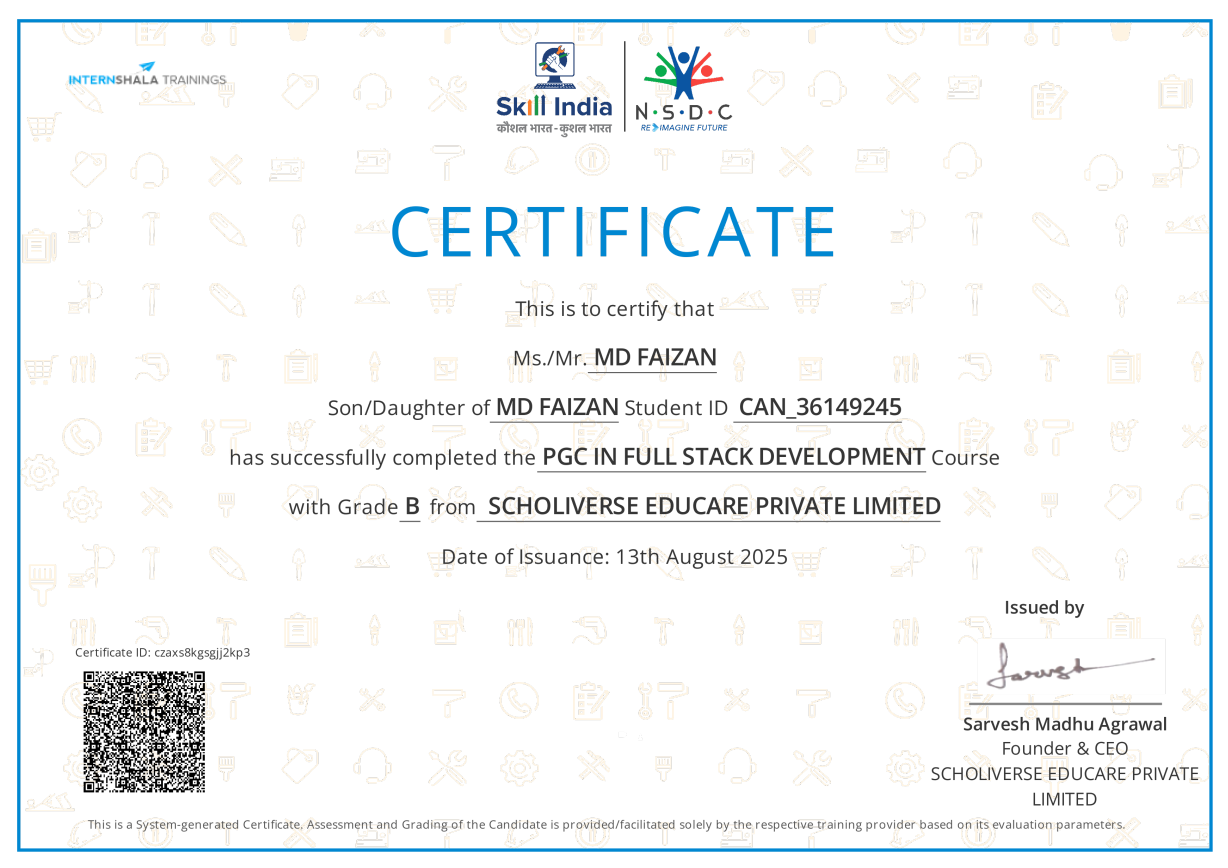 INTERNSHALA TRAININGS
Skill India
कौशल भारत - कुशल भारत
N·S·D·C
RE IMAGINE FUTURE
CERTIFICATE
This is to certify that
Ms./Mr. MD FAIZAN
Son/Daughter of MD FAIZAN Student ID CAN_36149245
has successfully completed the PGC IN FULL STACK DEVELOPMENT Course
with Grade B from SCHOLIVERSE EDUCARE PRIVATE LIMITED
Date of Issuance: 13th August 2025
Issued by
Certificate ID: czaxs8kgsgjj2kp3
Sarvesh
Sarvesh Madhu Agrawal
Founder & CEO
SCHOLIVERSE EDUCARE PRIVATE
LIMITED
This is a System-generated Certificate. Assessment and Grading of the Candidate is provided/facilitated solely by the respective training provider based on its evaluation parameters.